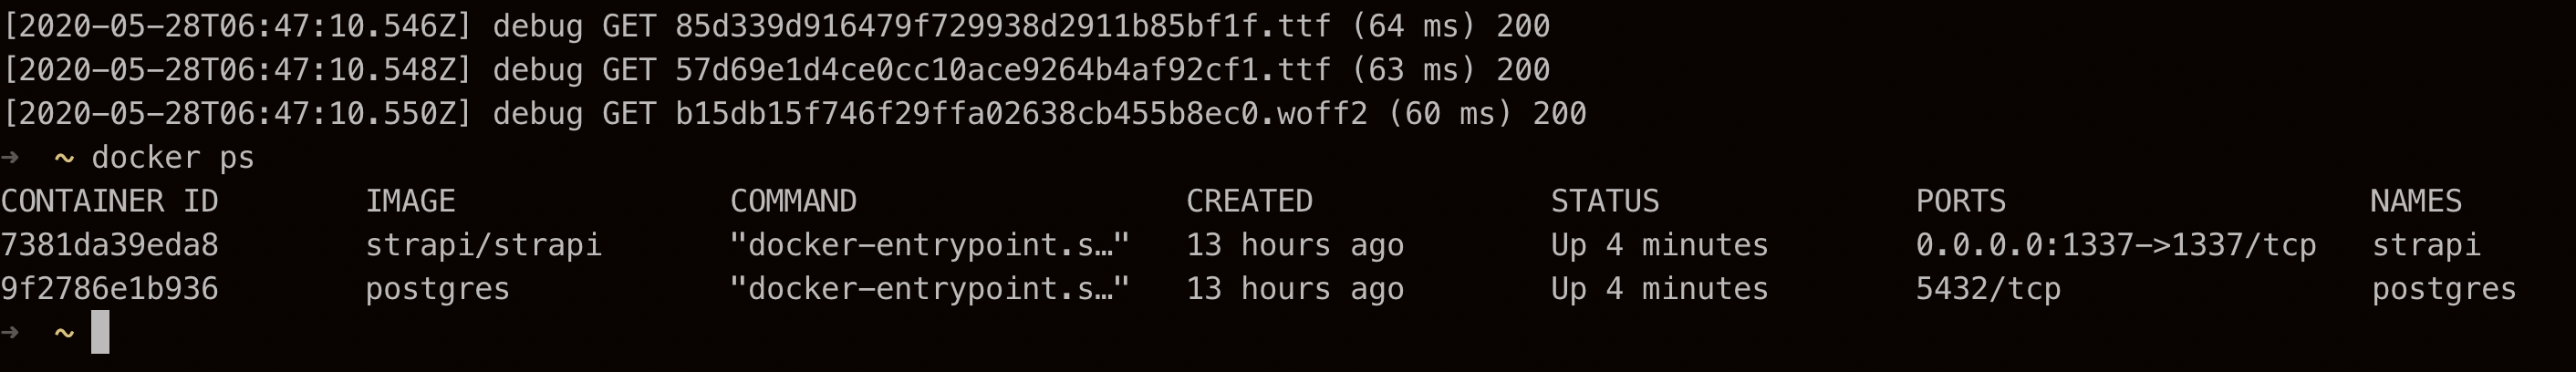 [2020-05-28T06:47:10.546Z] debug GET 85d339d916479f729938d2911b85bf1f.ttf (64 ms) 200
[2020-05-28T06:47:10.548Z] debug GET 57d69e1d4ce0cc10ace9264b4af92cf1.ttf (63 ms) 200
[2020-05-28T06:47:10.550Z] debug GET b15db15f746f29ffa02638cb455b8ec0.woff2 (60 ms) 200
➜  ~ docker ps
CONTAINER ID        IMAGE               COMMAND                  CREATED             STATUS              PORTS                    NAMES
7381da39eda8        strapi/strapi       "docker-entrypoint.s…"   13 hours ago        Up 4 minutes        0.0.0.0:1337->1337/tcp   strapi
9f2786e1b936        postgres            "docker-entrypoint.s…"   13 hours ago        Up 4 minutes        5432/tcp                 postgres
➜  ~